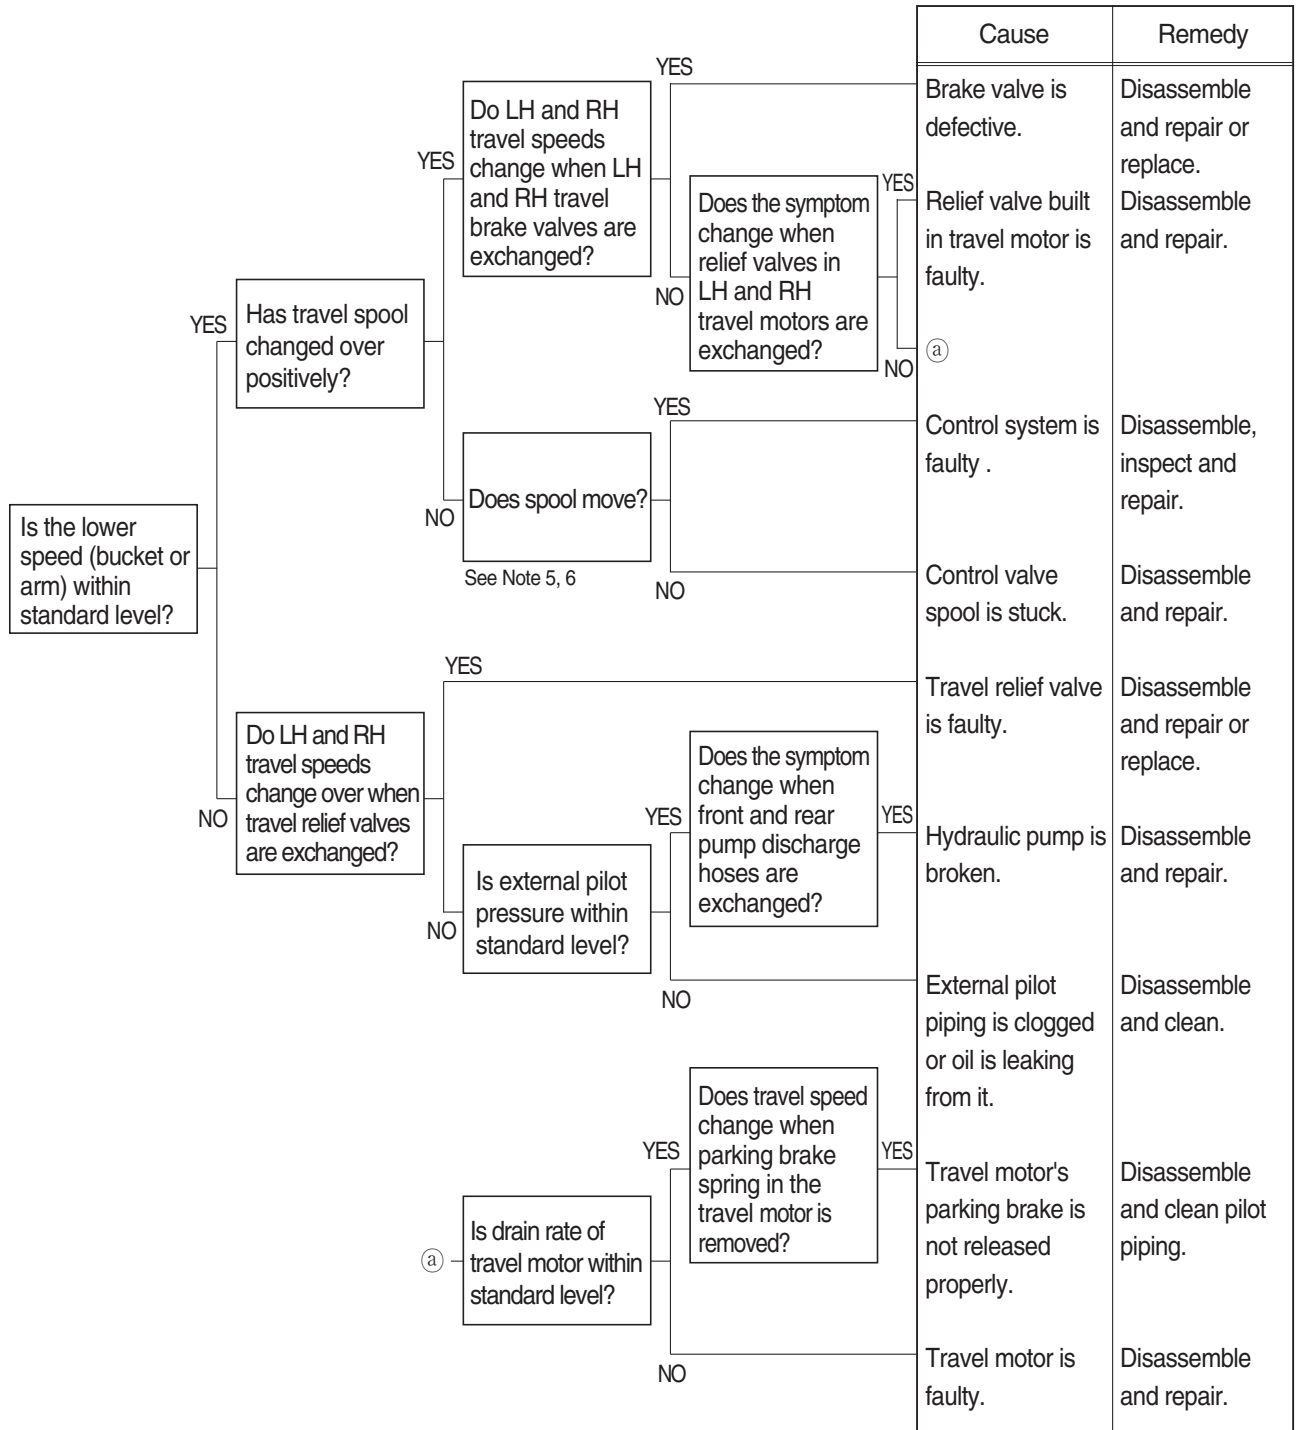 Cause
Remedy
YES
Do LH and RH
travel speeds
change when LH
and RH travel
brake valves are
exchanged?
Brake valve is
defective.
Disassemble
and repair or
replace.
YES
YES
Does the symptom
change when
relief valves in
LH and RH
travel motors are
exchanged?
Relief valve built
in travel motor is
faulty.
Disassemble
and repair.
NO
YES
Has travel spool
changed over
positively?
ⓐ
NO
YES
Control system is
faulty .
Disassemble,
inspect and
repair.
NO
Does spool move?
See Note 5, 6
NO
Is the lower
speed (bucket or
arm) within
standard level?
Control valve
spool is stuck.
Disassemble
and repair.
YES
Travel relief valve
is faulty.
Disassemble
and repair or
replace.
NO
Do LH and RH
travel speeds
change over when
travel relief valves
are exchanged?
YES
Does the symptom
change when
front and rear
pump discharge
hoses are
exchanged?
YES
Hydraulic pump is
broken.
Disassemble
and repair.
NO
Is external pilot
pressure within
standard level?
NO
External pilot
piping is clogged
or oil is leaking
from it.
Disassemble
and clean.
YES
Does travel speed
change when
parking brake
spring in the
travel motor is
removed?
YES
Travel motor's
parking brake is
not released
properly.
Disassemble
and clean pilot
piping.
ⓐ
Is drain rate of
travel motor within
standard level?
NO
Travel motor is
faulty.
Disassemble
and repair.